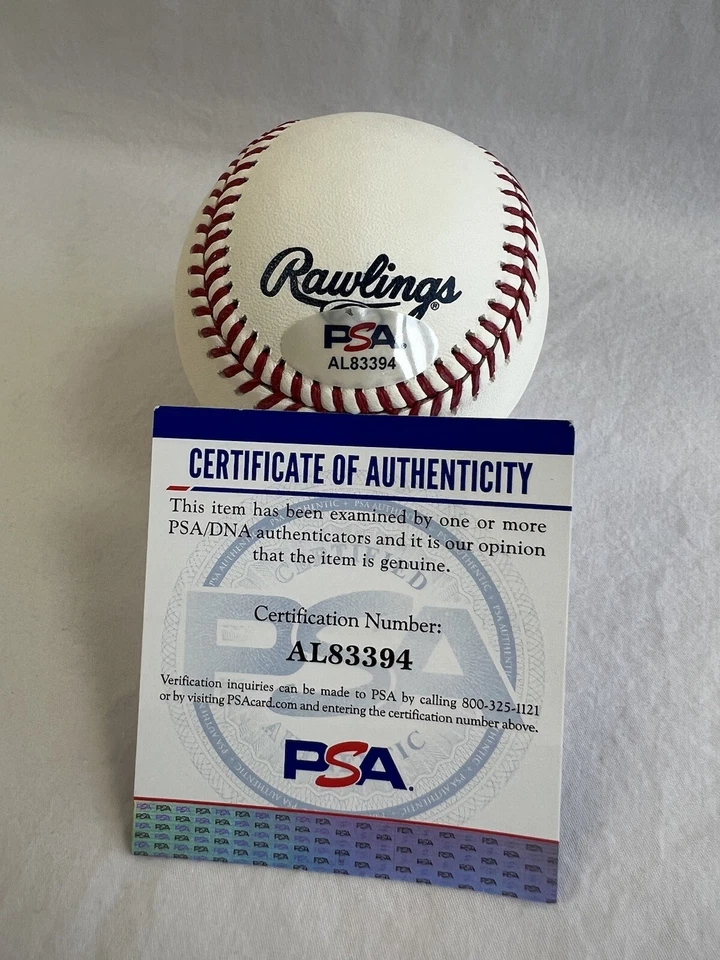 Rawlings®
PSA.
AL83394
CERTIFICATE OF AUTHENTICITY
This item has been examined by one or more
PSA/DNA authenticators and it is our opinion
that the item is genuine.
Certification Number:
AL83394
Verification inquiries can be made to PSA by calling 800-325-1121
or by visiting PSAcard.com and entering the certification number above.
PSA.